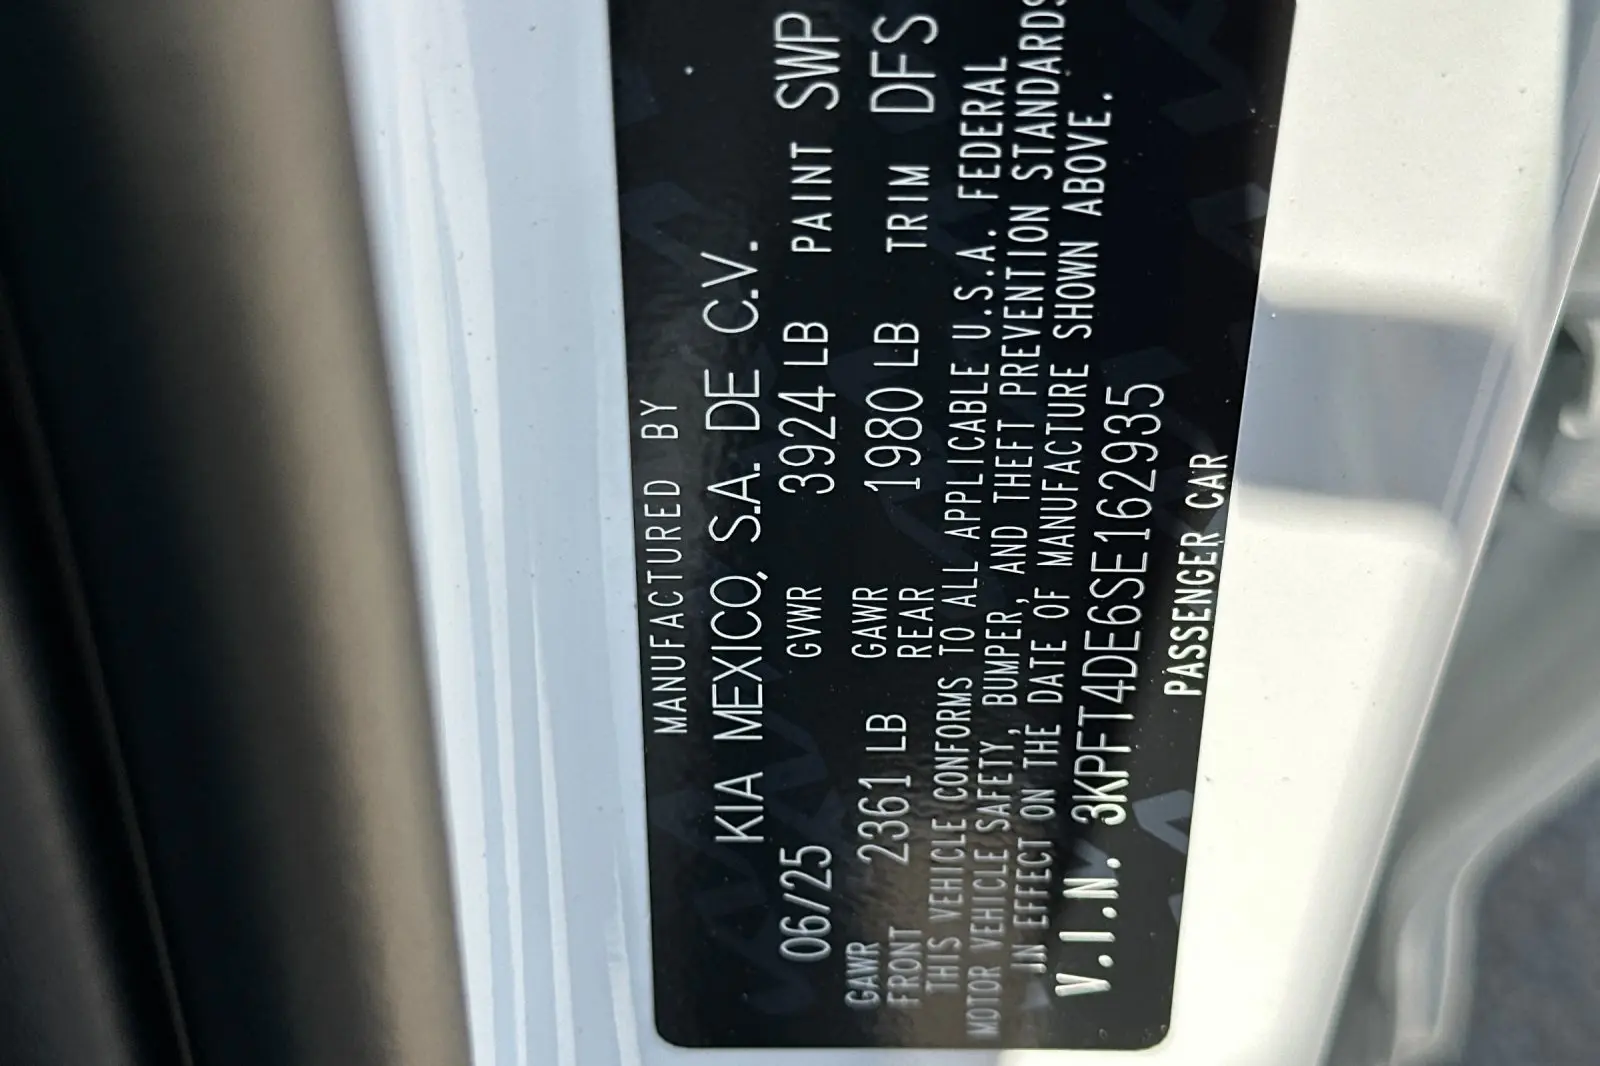 MANUFACTURED BY
KIA MEXICO, S.A. DE C.V.
06/25 GVWR 3924 LB PAINT SWP
GAWR FRONT 2361 LB GAWR REAR 1980 LB TRIM DFS
THIS VEHICLE CONFORMS TO ALL APPLICABLE U.S.A. FEDERAL
MOTOR VEHICLE SAFETY, BUMPER, AND THEFT PREVENTION STANDARDS
IN EFFECT ON THE DATE OF MANUFACTURE SHOWN ABOVE.
V.I.N. 3KPFT4DE6SE162935
PASSENGER CAR